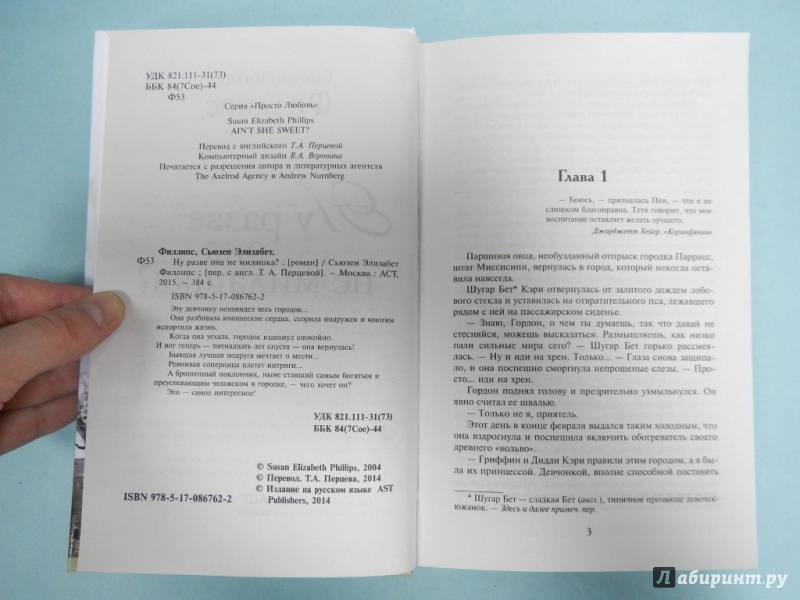 УДК 821.111-31(73)
ББК 84(7Сое)-44
Ф53
Серия «Просто Любовь»
Susan Elizabeth Phillips
AIN'T SHE SWEET?
Перевод с английского Т.А. Перцевой
Компьютерный дизайн В.А. Воронина
Печатается с разрешения автора и литературных агентств
The Axelrod Agency и Andrew Nurnberg
Филлипс, Сьюзен Элизабет.
Ф53 Ну разве она не милашка? : [роман] / Сьюзен Элизабет
Филлипс ; [пер. с англ. Т. А. Перцевой]. – Москва : АСТ,
2015. – 384 с.
ISBN 978-5-17-086762-2
Эту девчонку ненавидел весь городок...
Она разбивала юношеские сердца, ссорила подружек и многим
испортила жизнь.
Когда она уехала, городок вздохнул спокойно.
И вот теперь – пятнадцать лет спустя – она вернулась!
Бывшая лучшая подруга мечтает о мести...
Ревнивая соперница плетет интриги...
А брошенный поклонник, ныне ставший самым богатым и
преуспевающим человеком в городке, – чего хочет он?
Это – самое интересное!
УДК 821.111-31(73)
ББК 84(7Сое)-44
© Susan Elizabeth Phillips, 2004
© Перевод. Т.А. Перцева, 2014
© Издание на русском языке AST
Publishers, 2014
ISBN 978-5-17-086762-2
Глава 1
— Боюсь, — призналась Пен, — что я не
слишком благонравна. Тетя говорит, что мое
воспитание оставляет желать лучшего.
Джорджетт Хейер. «Коринфянин»
Паршивая овца, необузданный отпрыск городка Парриш,
штат Миссисипи, вернулась в город, который некогда оста-
вила навсегда.
Шугар Бет* Кэри отвернулась от залитого дождем лобо-
вого стекла и уставилась на отвратительного пса, лежавшего
рядом с ней на пассажирском сиденье.
— Знаю, Гордон, о чем ты думаешь, так что давай не
стесняйся, можешь высказаться. Размышляешь, как низко
пали сильные мира сего? — Шугар Бет горько рассмея-
лась. — Ну и иди на хрен. Только... — Глаза снова защипа-
ло, и она поспешно сморгнула непрошеные слезы. — Про-
сто... иди на хрен.
Гордон поднял голову и презрительно ухмыльнулся. Он
явно считал ее швалью.
— Только не я, приятель.
Этот день в конце февраля выдался таким холодным, что
она вздрогнула и поспешила включить обогреватель своего
древнего «вольво».
— Гриффин и Дидди Кэри правили этим городом, а я бы-
ла их принцессой. Девчонкой, вполне способной поставить
* Шугар Бет — сладкая Бет (англ.), типичное прозвище девочек-
южанок. — Здесь и далее примеч. пер.
3
Лабиринт.ру